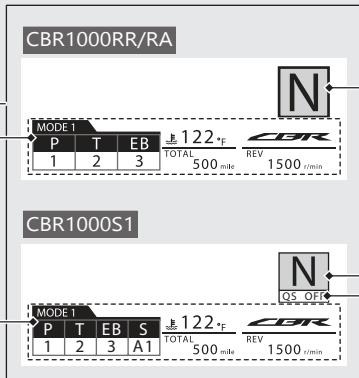 CBR1000RR/RA
N
MODE 1
P T EB
1 2 3
122 °F
TOTAL
500 mile
CBR
REV
1500 r/min
CBR1000S1
N
QS OFF
MODE 1
P T EB S
1 2 3 A1
122 °F
TOTAL
500 mile
CBR
REV
1500 r/min